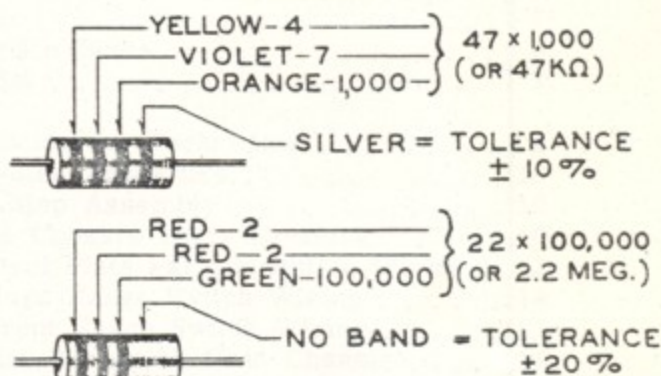 YELLOW-4
VIOLET-7
ORANGE-1,000
47 x 1,000
(OR 47KΩ)
SILVER = TOLERANCE
± 10%
RED-2
RED-2
GREEN-100,000
22 x 100,000
(OR 2.2 MEG.)
NO BAND = TOLERANCE
±20%